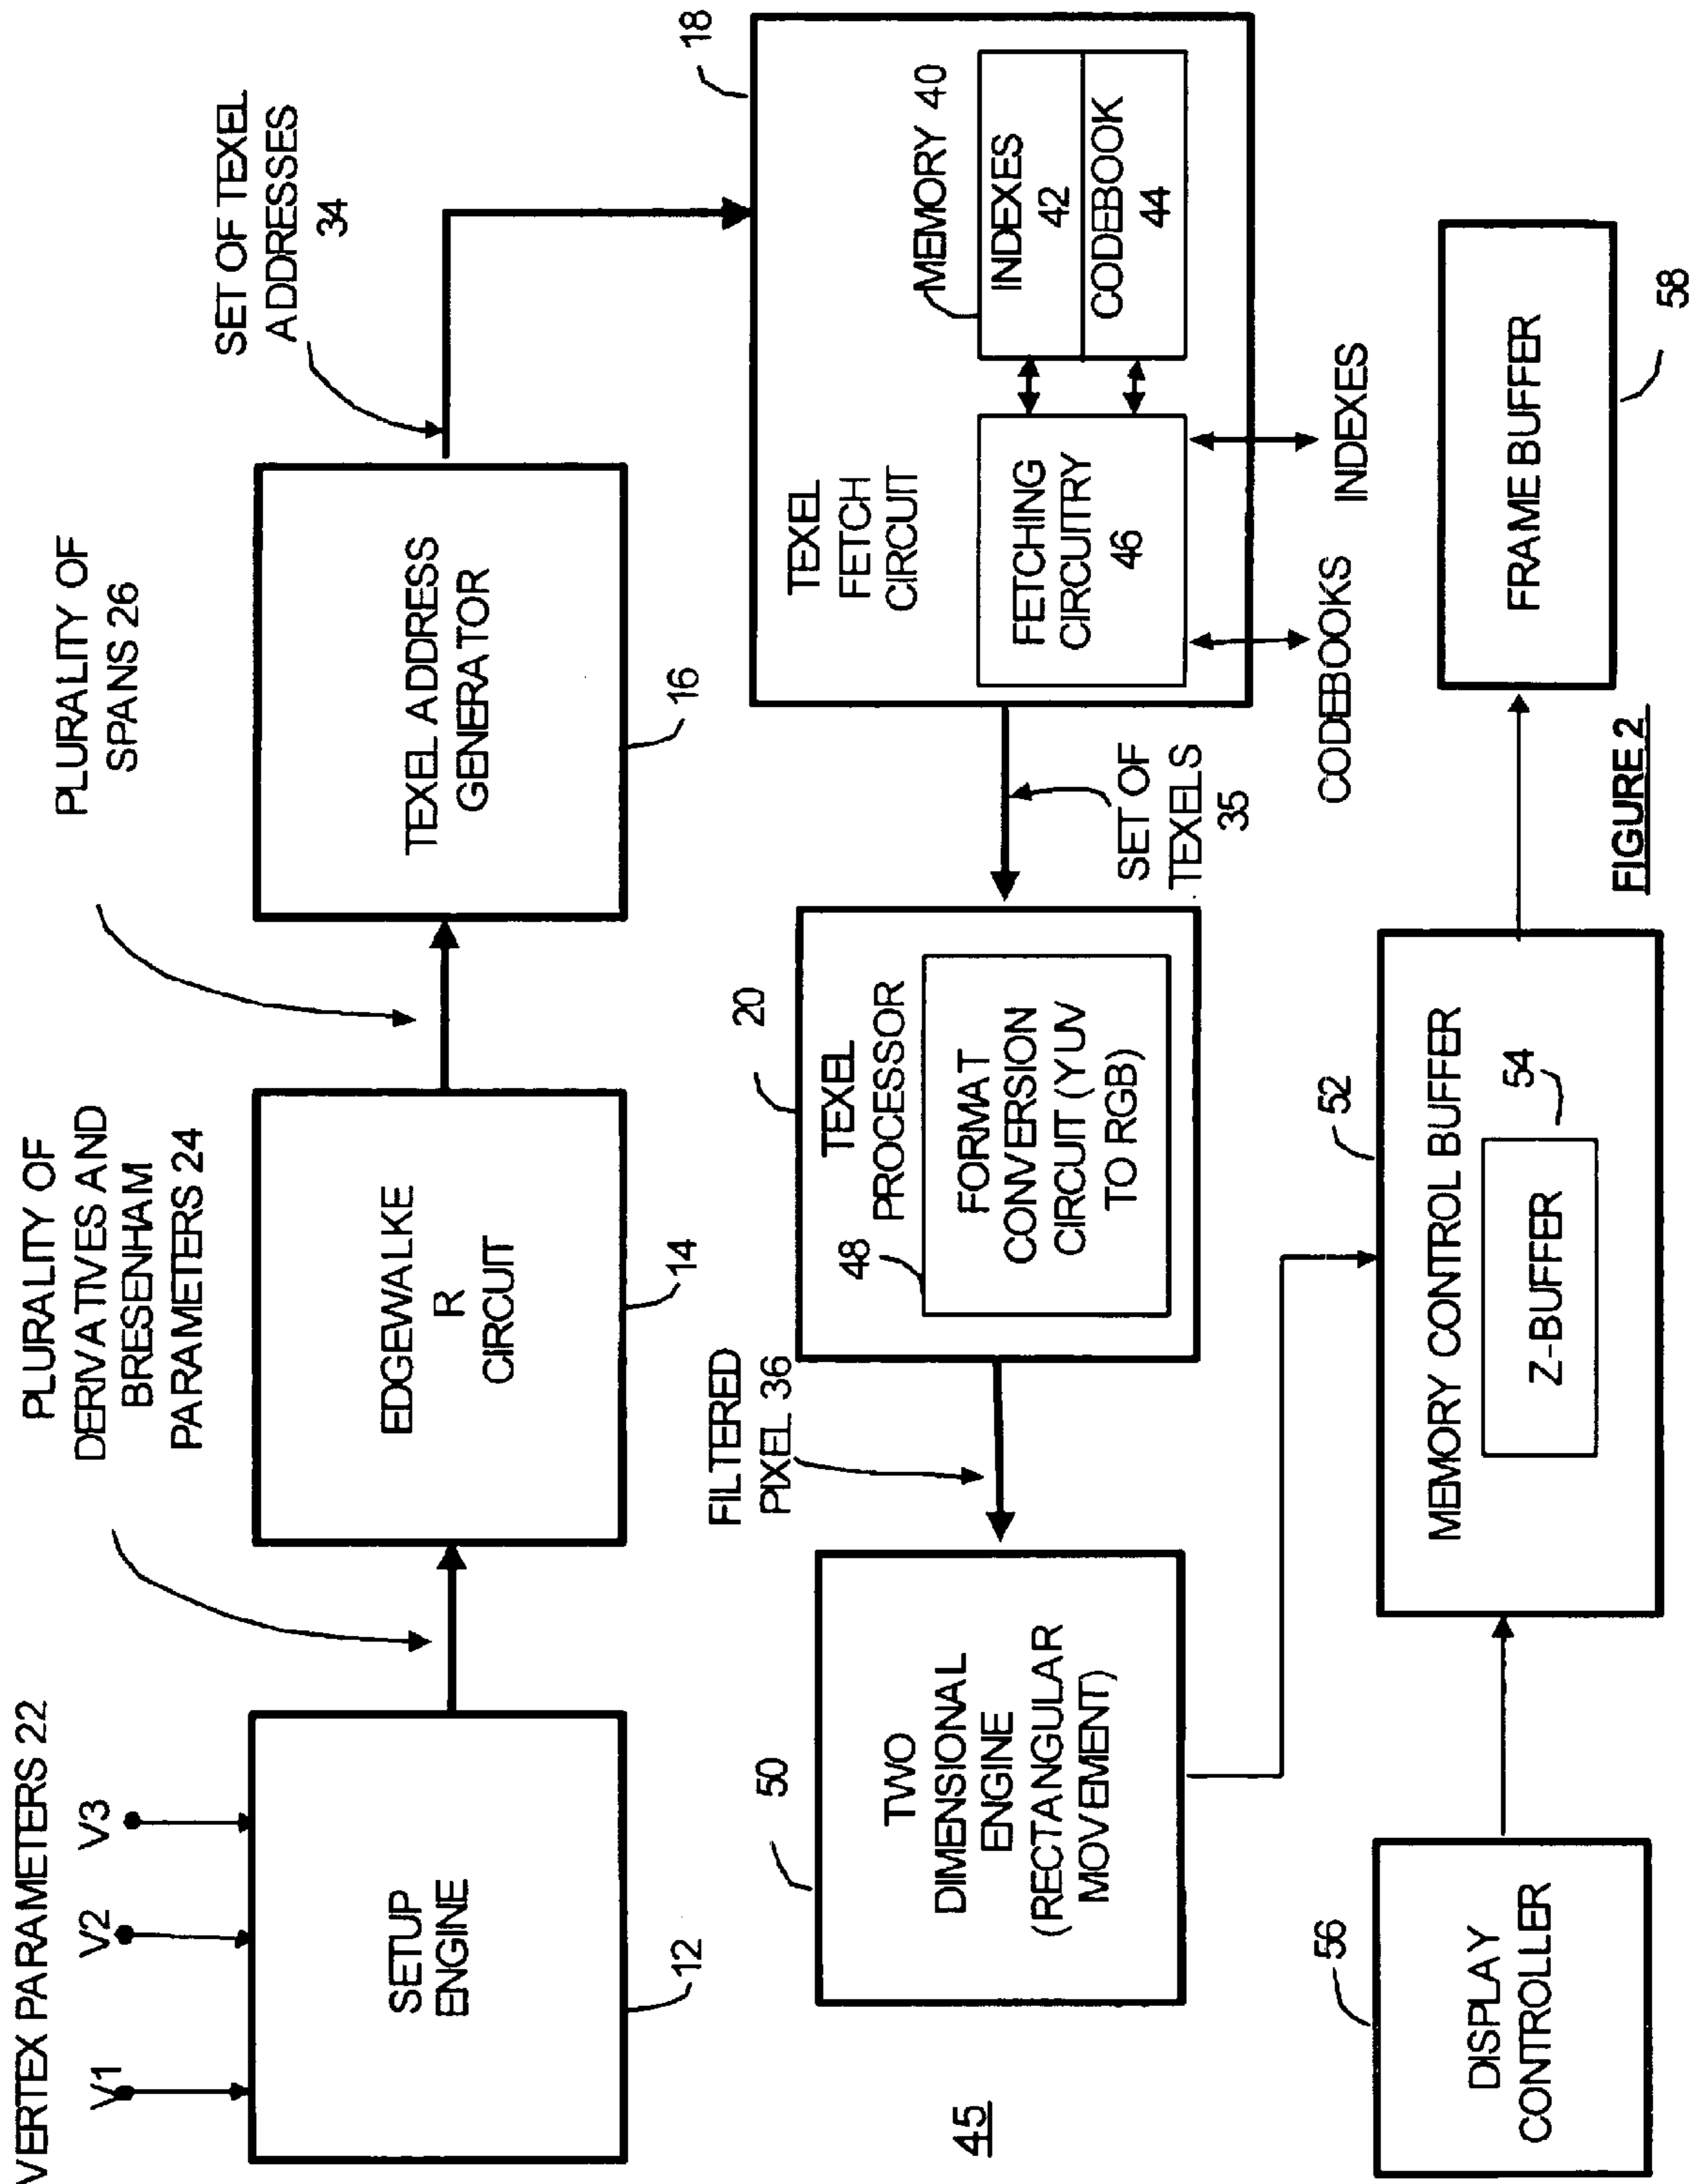 VERTEX PARAMETERS 22
V1
V2
V3
SETUP
ENGINE
12
PLURALITY OF
DERIVATIVES AND
BRESENHAM
PARAMETERS 24
EDGEWALKE
R
CIRCUIT
14
PLURALITY OF
SPANS 26
TEXEL ADDRESS
GENERATOR
16
SET OF TEXEL
ADDRESSES
34
18
TEXEL
FETCH
CIRCUIT
MEMORY 40
INDEXES
42
CODEBOOK
44
FETCHING
CIRCUITRY
46
CODEBOOKS
INDEXES
SET OF
TEXELS
35
20
TEXEL
PROCESSOR
48
FORMAT
CONVERSION
CIRCUIT (YUV
TO RGB)
FILTERED
PIXEL 36
50
TWO
DIMENSIONAL
ENGINE
(RECTANGULAR
MOVEMENT)
45
56
DISPLAY
CONTROLLER
52
MEMORY CONTROL BUFFER
54
Z-BUFFER
FRAME BUFFER
58
FIGURE 2